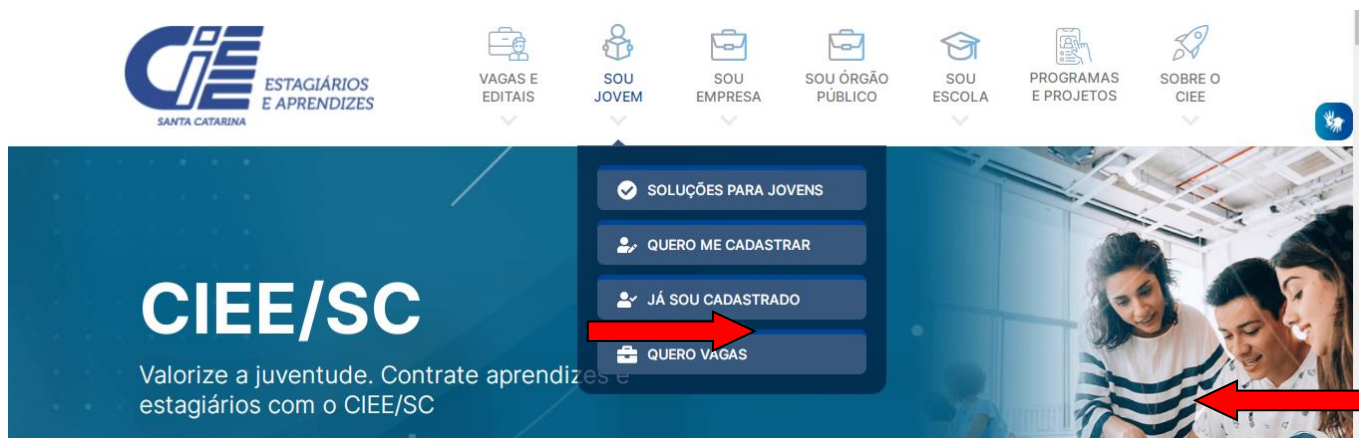 CIEE
ESTAGIÁRIOS
E APRENDIZES
SANTA CATARINA
VAGAS E
EDITAIS
SOU
JOVEM
SOU
EMPRESA
SOU ÓRGÃO
PÚBLICO
SOU
ESCOLA
PROGRAMAS
E PROJETOS
SOBRE O
CIEE
SOLUÇÕES PARA JOVENS
QUERO ME CADASTRAR
JÁ SOU CADASTRADO
QUERO VAGAS
CIEE/SC
Valorize a juventude. Contrate aprendizes e
estagiários com o CIEE/SC